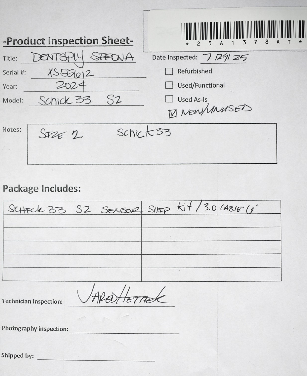 -Product Inspection Sheet-
Title: DENTSPLY SIRONA
Date Inspected: 7/29/25
Serial #:
Refurbished
Year: 2024
Used/Functional
Model: Schick 33 S2
Used As Is
NEW/UNUSED
Notes: SIZE 2 Schick 33
Package Includes:
SCHICK 33 S2 SENSOR SHIP Kit /
Technician Inspection:
Photography Inspection:
Shipped by: